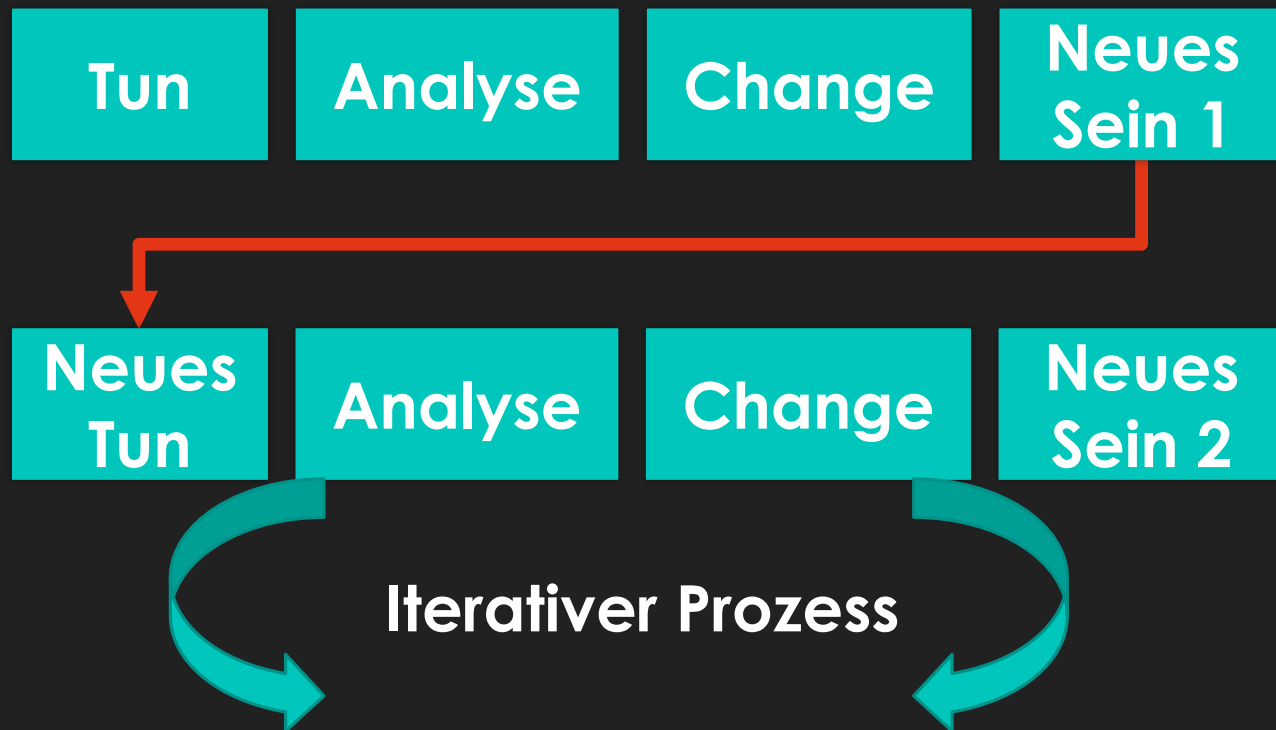 Tun
Analyse
Change
Neues
Sein 1
Neues
Tun
Analyse
Change
Neues
Sein 2
Iterativer Prozess